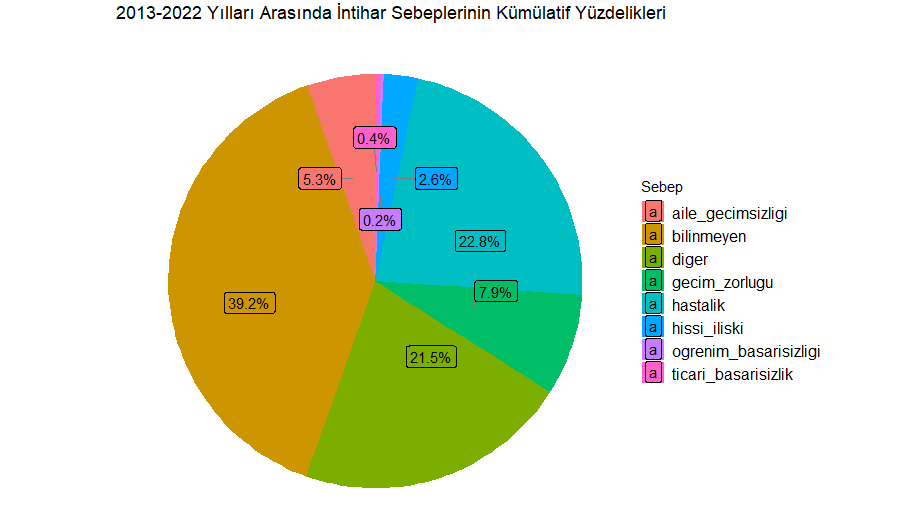 2013-2022 Yılları Arasında İntihar Sebeplerinin Kümülatif Yüzdelikleri
0.4%
5.3%
2.6%
0.2%
22.8%
7.9%
39.2%
21.5%
Sebep
a aile_gecimsizligi
a bilinmeyen
a diger
a gecim_zorlugu
a hastalik
a hissi_iliski
a ogrenim_basarisizligi
a ticari_basarisizlik